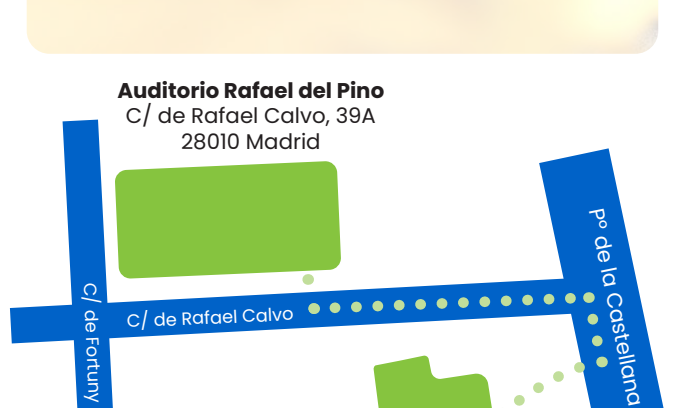 Auditorio Rafael del Pino
C/ de Rafael Calvo, 39A
28010 Madrid
Pº de la Castellana
C/ de Fortuny
C/ de Rafael Calvo